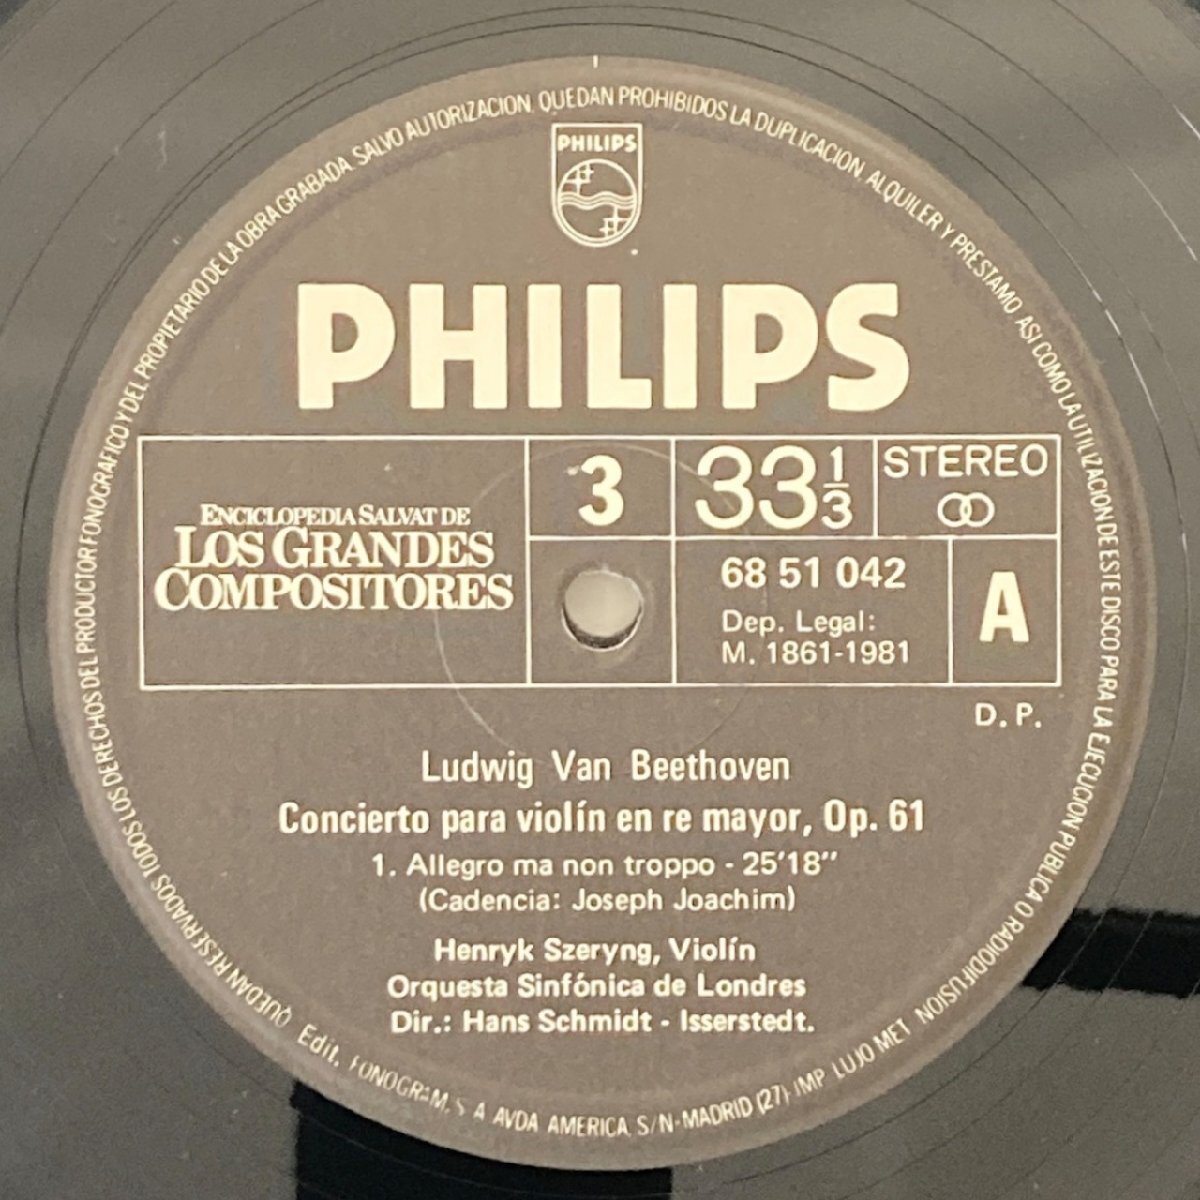 QUEDAN RESERVADOS TODOS LOS DERECHOS DEL PRODUCTOR FONOGRAFICO Y DEL PROPIETARIO DE LA OBRA GRABADA. SALVO AUTORIZACION, QUEDAN PROHIBIDOS LA DUPLICACION ALQUILER Y PRESTAMO ASI COMO LA UTILIZACION DE ESTE DISCO PARA LA EJECUCION PUBLICA O RADIODIFUSION
PHILIPS
PHILIPS
ENCICLOPEDIA SALVAT DE
LOS GRANDES
COMPOSITORES
3
33 1/3
STEREO
68 51 042
Dep. Legal:
M. 1861-1981
A
D. P.
Ludwig Van Beethoven
Concierto para violín en re mayor, Op. 61
1. Allegro ma non troppo - 25'18''
(Cadencia: Joseph Joachim)
Henryk Szeryng, Violín
Orquesta Sinfónica de Londres
Dir.: Hans Schmidt - Isserstedt.
Edit. FONOGRAM, S A AVDA AMERICA, S/N-MADRID (27)-IMP LUJO MET